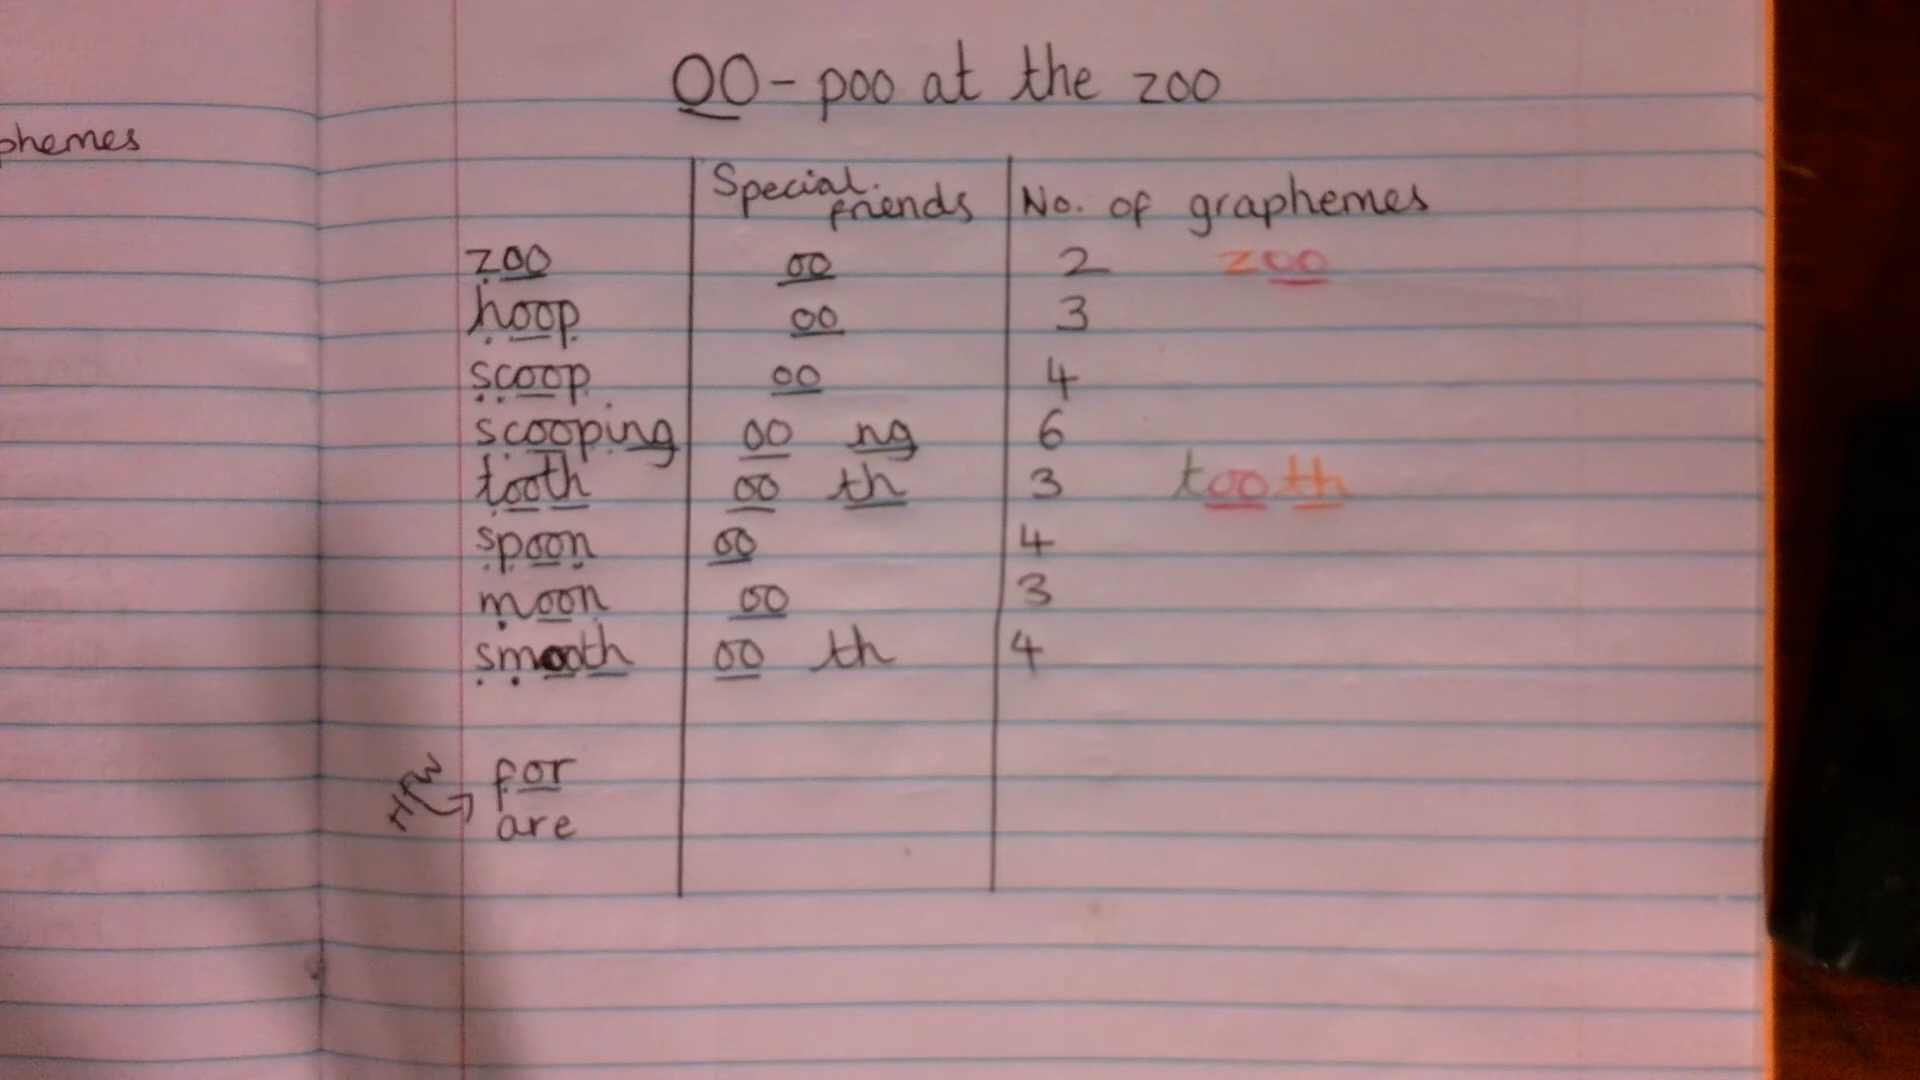 OO - poo at the zoo
phemes
Special friends No. of graphemes
zoo oo 2 zoo
hoop oo 3
scoop oo 4
scooping oo ng 6
tooth oo th 3 tooth
spoon oo 4
moon oo 3
smooth oo th 4
HFW for
are